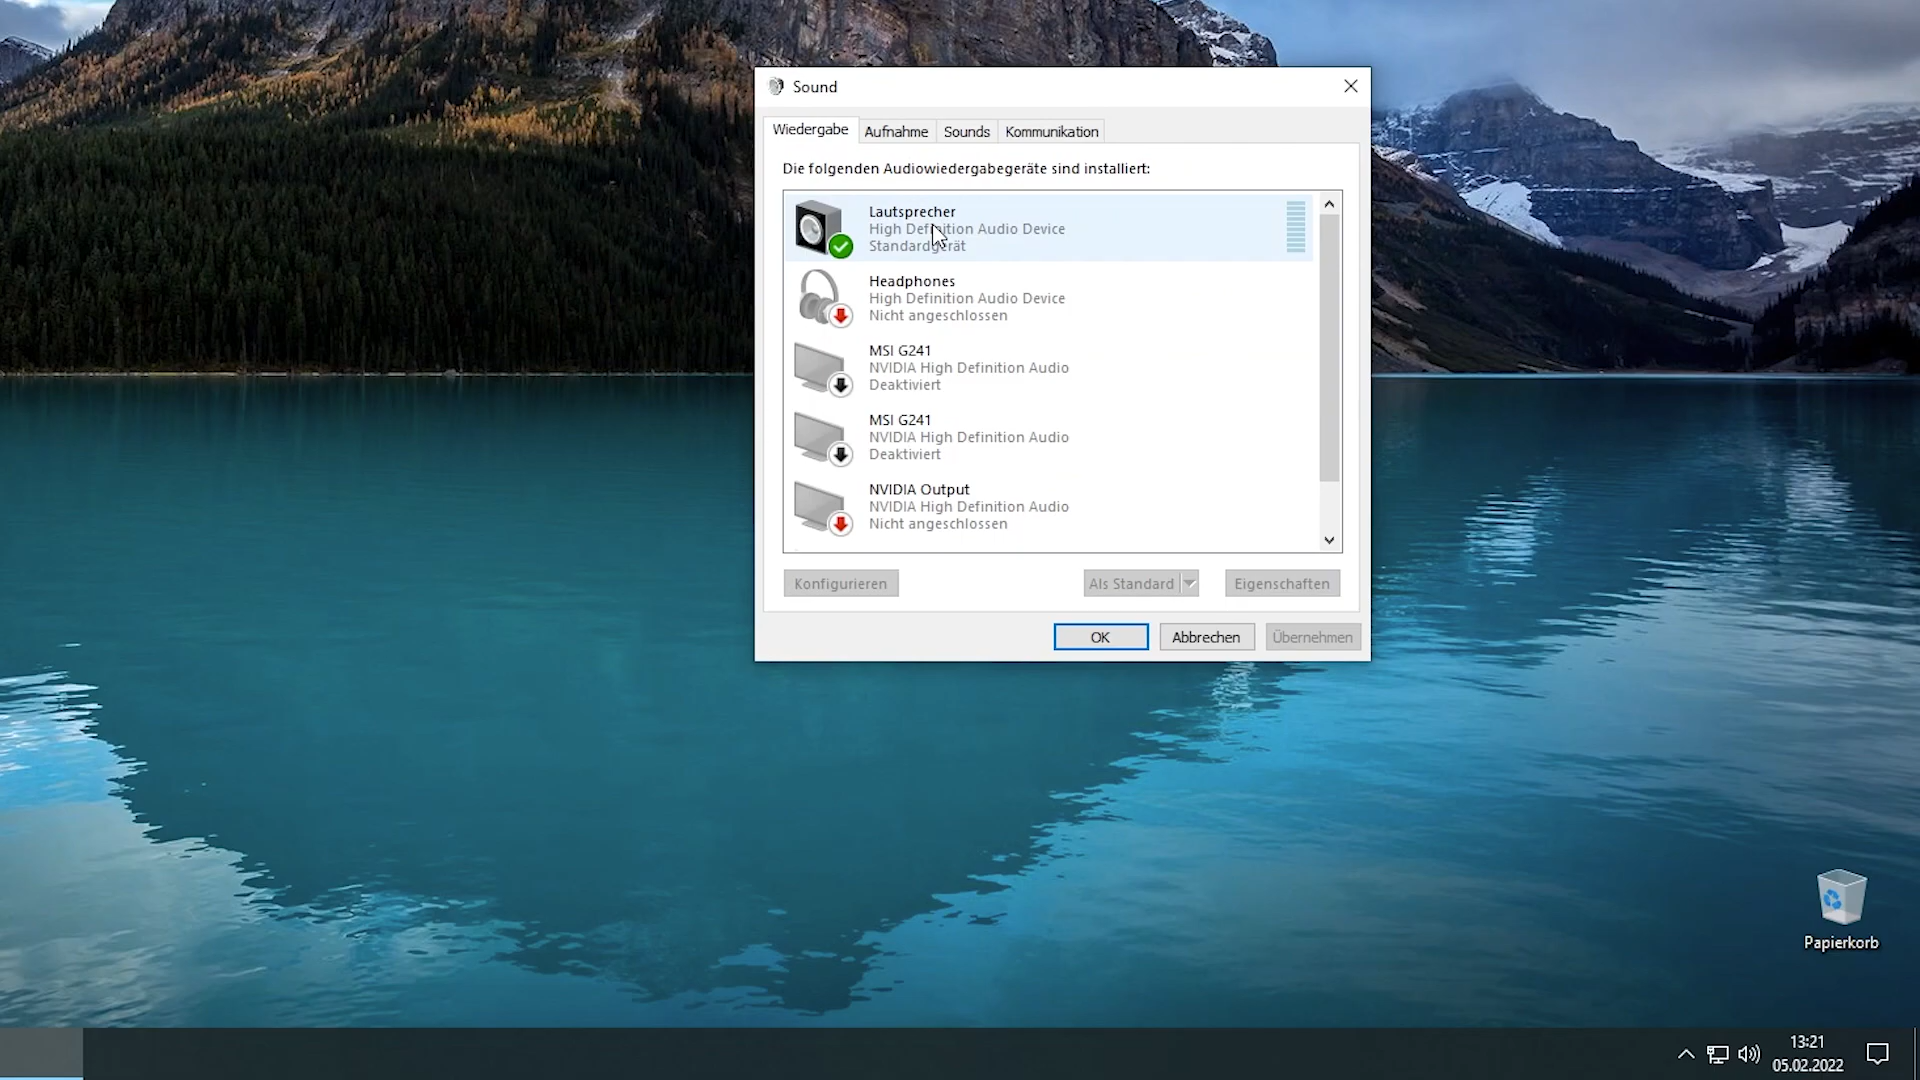 Sound
Wiedergabe
Aufnahme
Sounds
Kommunikation
Die folgenden Audiowiedergabegeräte sind installiert:
Lautsprecher
High Definition Audio Device
Standardgerät
Headphones
High Definition Audio Device
Nicht angeschlossen
MSI G241
NVIDIA High Definition Audio
Deaktiviert
MSI G241
NVIDIA High Definition Audio
Deaktiviert
NVIDIA Output
NVIDIA High Definition Audio
Nicht angeschlossen
Konfigurieren
Als Standard
Eigenschaften
OK
Abbrechen
Übernehmen
Papierkorb
13:21
05.02.2022